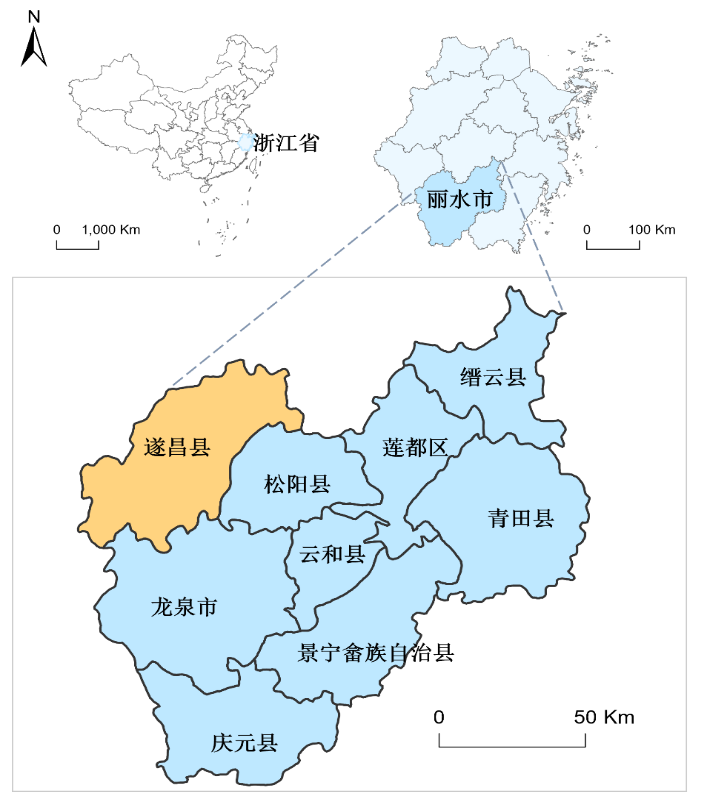 N
浙江省
丽水市
0 1,000 Km
0 100 Km
缙云县
遂昌县
莲都区
松阳县
青田县
云和县
龙泉市
景宁畲族自治县
庆元县
0 50 Km